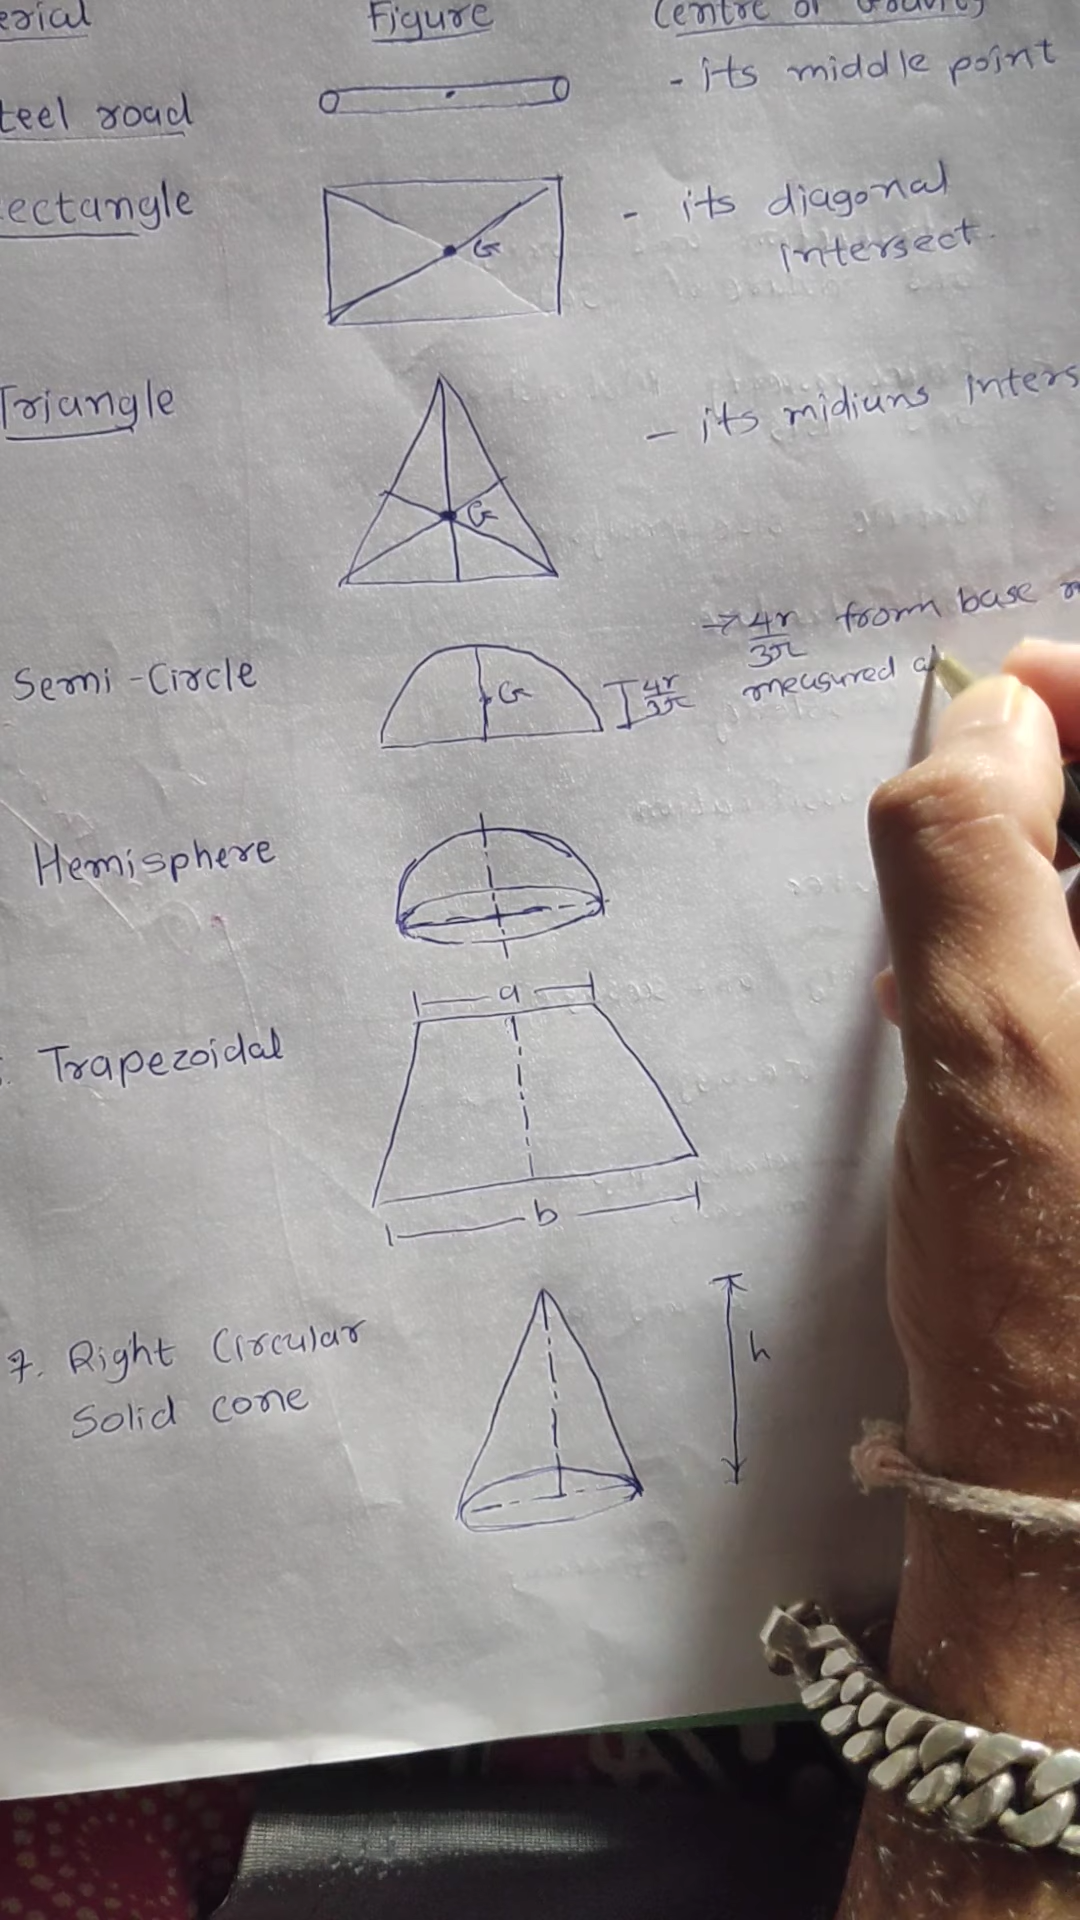 Figure
- its middle point
teel road
ectangle
- its diagonal
intersect.
G
Triangle
- its midiuns inters
G
→ 4r/3π from base
measured a
Semi-Circle
G
4r/3π
Hemisphere
a
Trapezoidal
b
7. Right Circular
Solid cone
h